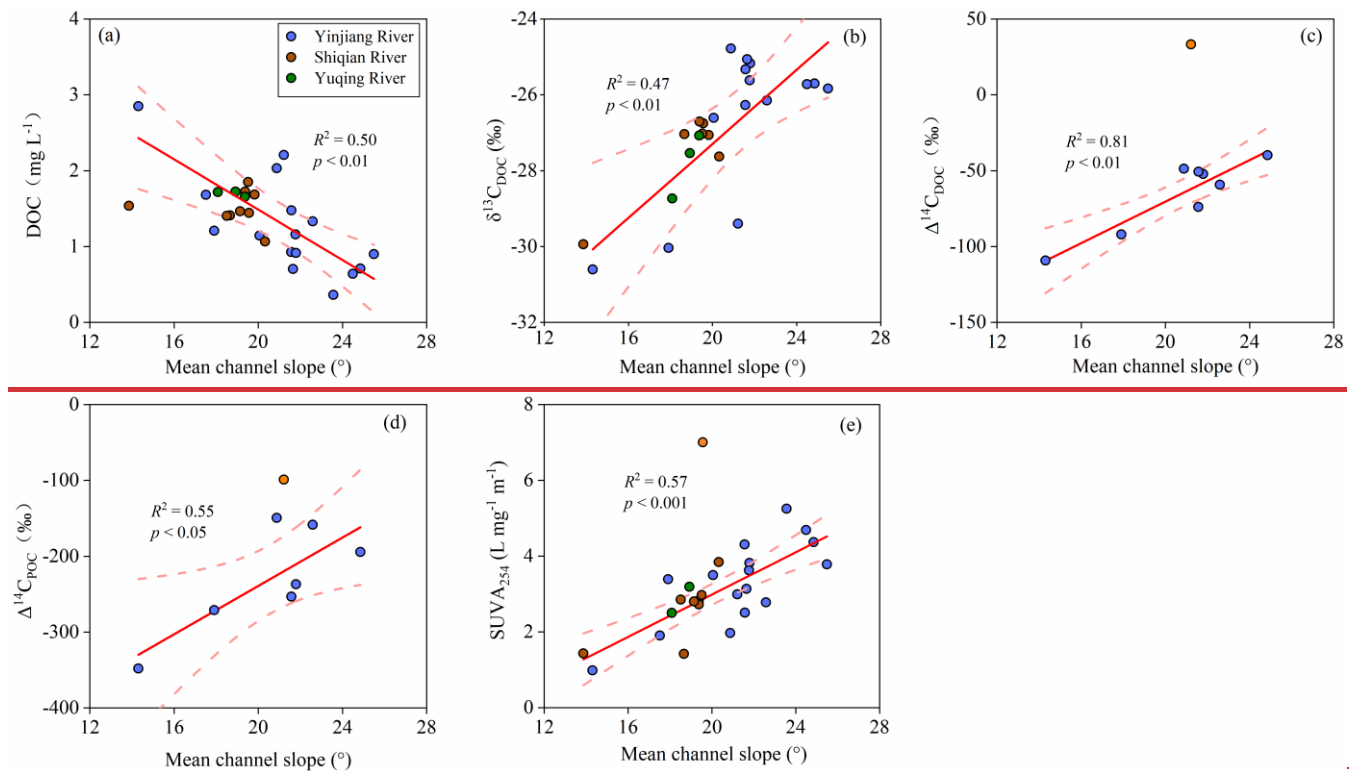 (a)
Yinjiang River
Shiqian River
Yuqing River
R² = 0.50
p < 0.01
DOC (mg L⁻¹)
4
3
2
1
0
12 16 20 24 28
Mean channel slope (°)
(b)
R² = 0.47
p < 0.01
δ¹³C_DOC (‰)
-24
-26
-28
-30
-32
12 16 20 24 28
Mean channel slope (°)
(c)
R² = 0.81
p < 0.01
Δ¹⁴C_DOC (‰)
50
0
-50
-100
-150
12 16 20 24 28
Mean channel slope (°)
(d)
R² = 0.55
p < 0.05
Δ¹⁴C_POC (‰)
0
-100
-200
-300
-400
12 16 20 24 28
Mean channel slope (°)
(e)
R² = 0.57
p < 0.001
SUVA₂₅₄ (L mg⁻¹ m⁻¹)
8
6
4
2
0
12 16 20 24 28
Mean channel slope (°)